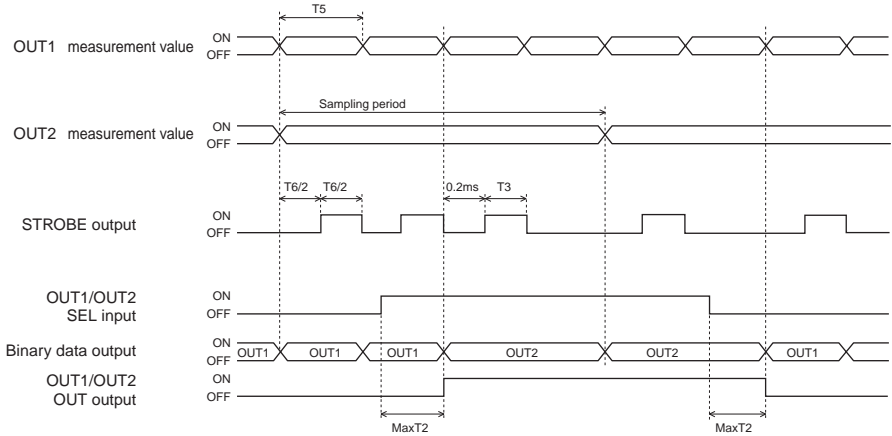 T5
OUT1 measurement value
ON
OFF
Sampling period
OUT2 measurement value
ON
OFF
T6/2 T6/2 0.2ms T3
STROBE output
ON
OFF
OUT1/OUT2
SEL input
ON
OFF
Binary data output
ON
OFF
OUT1 OUT1 OUT1 OUT2 OUT2 OUT1
OUT1/OUT2
OUT output
ON
OFF
MaxT2 MaxT2